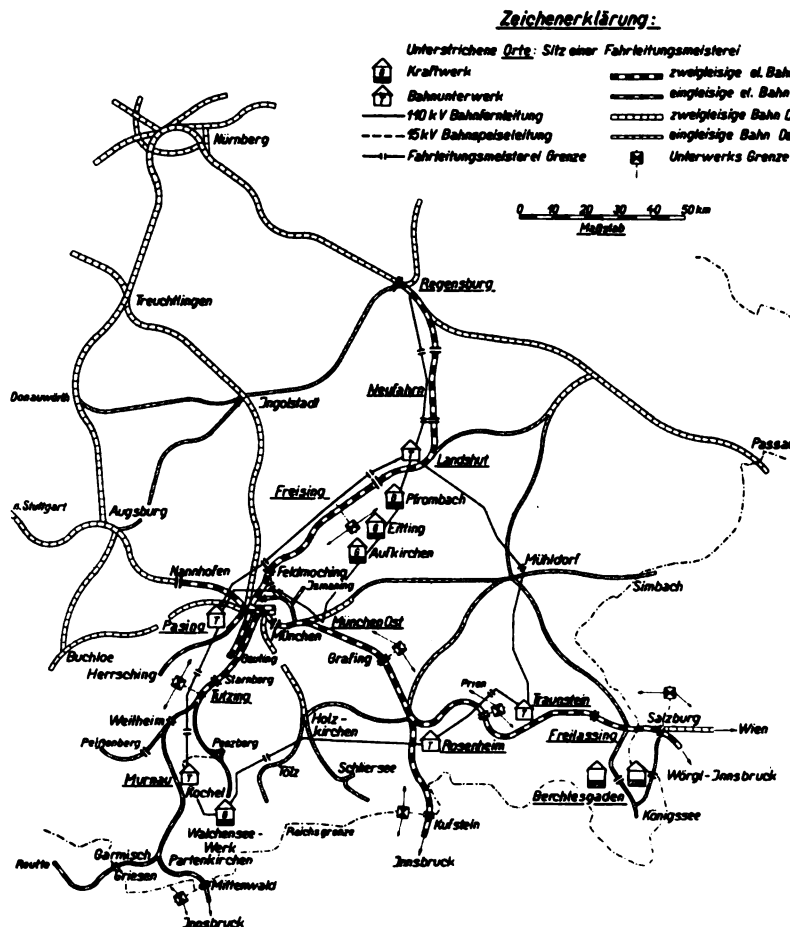 Zeichenerklärung:
Unterstrichene Orte: Sitz einer Fahrleitungsmeisterei
Kraftwerk
Bahnunterwerk
110 kV Bahnfernleitung
15 kV Bahnspeiseleitung
Fahrleitungsmeisterei Grenze
zweigleisige el. Bahn
eingleisige el. Bahn
zweigleisige Bahn D
eingleisige Bahn Da
Unterwerks Grenze
0 10 20 30 40 50 km
Maßstab
Nürnberg
Regensburg
Treuchtlingen
Neufahrn
Donauwörth
Ingolstadt
Passau
Landshut
Freising
Pfrombach
n. Stuttgart
Augsburg
Eitting
Aufkirchen
Mühldorf
Nannhofen
Feldmoching
Ismaning
Simbach
Pasing
München
München Ost
Buchloe
Herrsching
Gauting
Grafing
Starnberg
Tutzing
Prien
Traunstein
Weilheim
Holz-
kirchen
Salzburg
Wien
Peißenberg
Penzberg
Rosenheim
Freilassing
Tölz
Schliersee
Wörgl-Innsbruck
Murnau
Kochel
Berchtesgaden
Walchensee-
Werk
Königssee
Reichsgrenze
Kufstein
Reutte
Garmisch
Partenkirchen
Griesen
Innsbruck
Mittenwald
Innsbruck